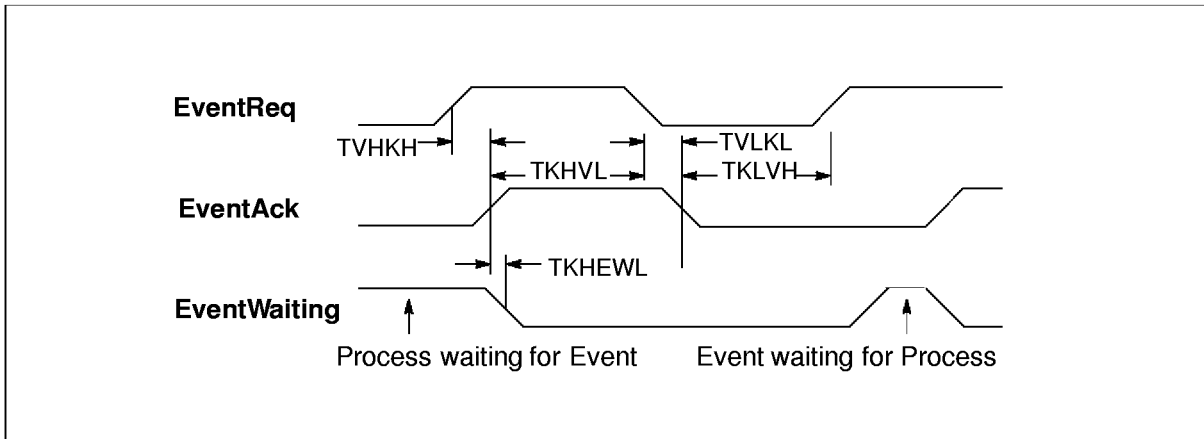 EventReq
TVHKH
TVLKL
TKHVL
TKLVH
EventAck
TKHEWL
EventWaiting
Process waiting for Event
Event waiting for Process